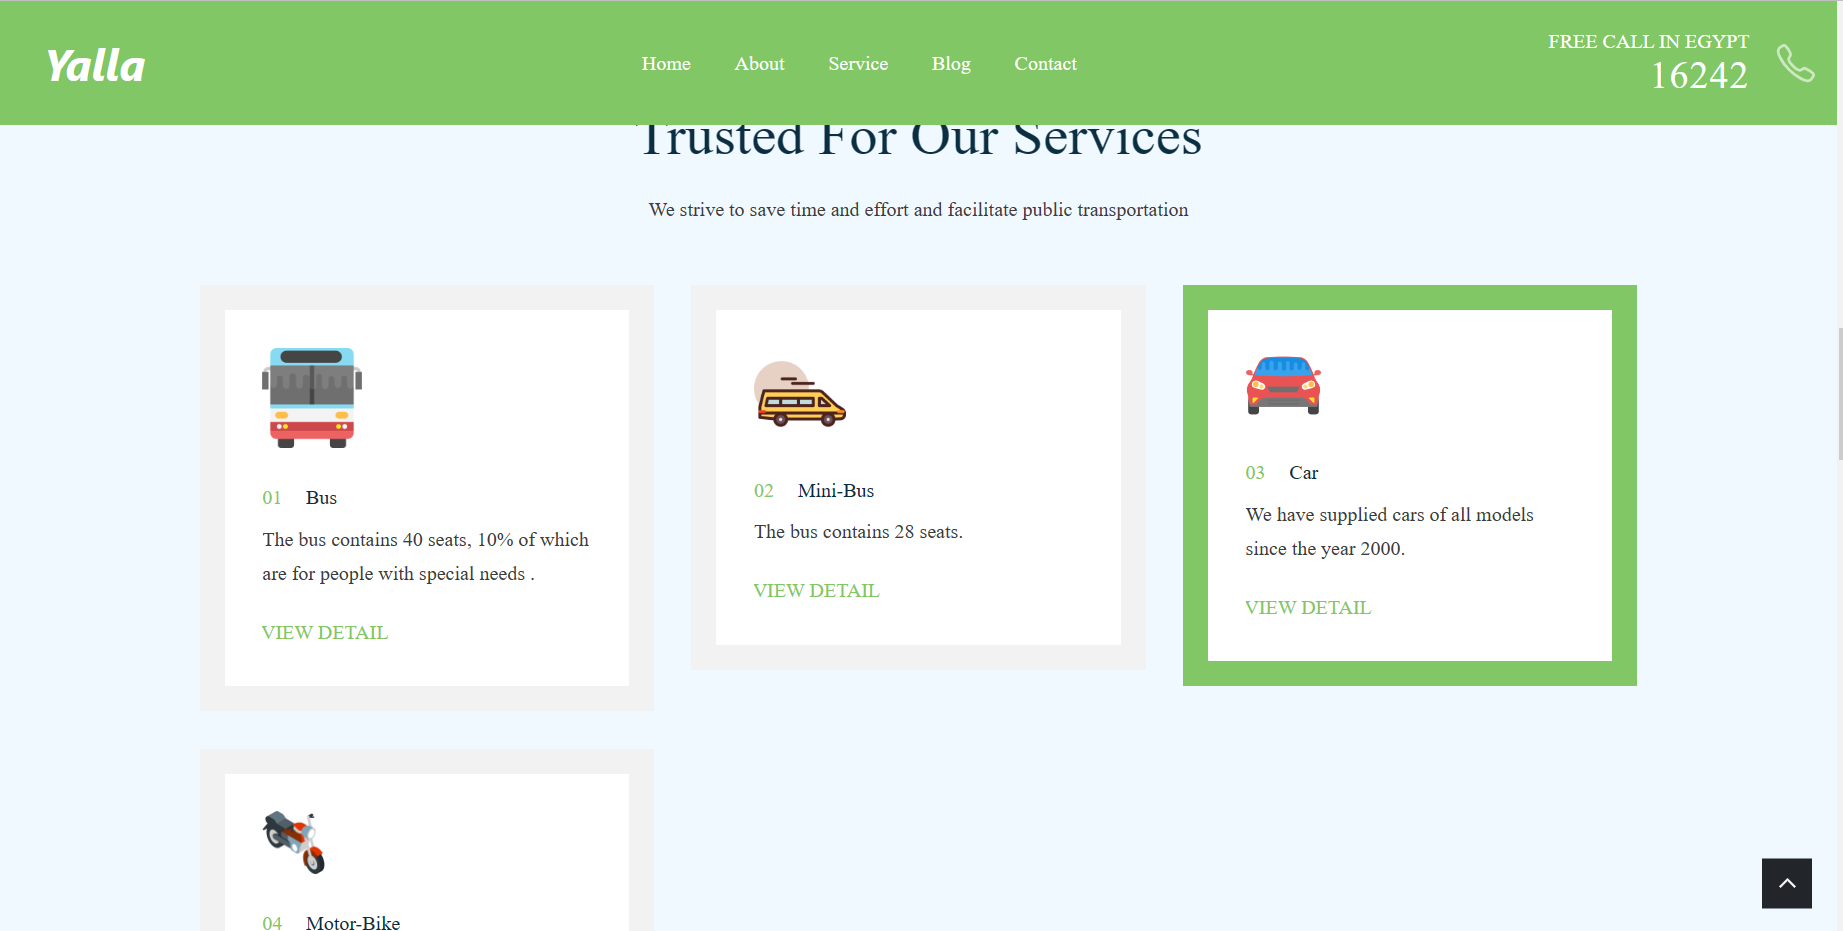 Yalla
Home
About
Service
Blog
Contact
FREE CALL IN EGYPT
16242
Trusted For Our Services
We strive to save time and effort and facilitate public transportation
01 Bus
The bus contains 40 seats, 10% of which
are for people with special needs .
VIEW DETAIL
02 Mini-Bus
The bus contains 28 seats.
VIEW DETAIL
03 Car
We have supplied cars of all models
since the year 2000.
VIEW DETAIL
04 Motor-Bike